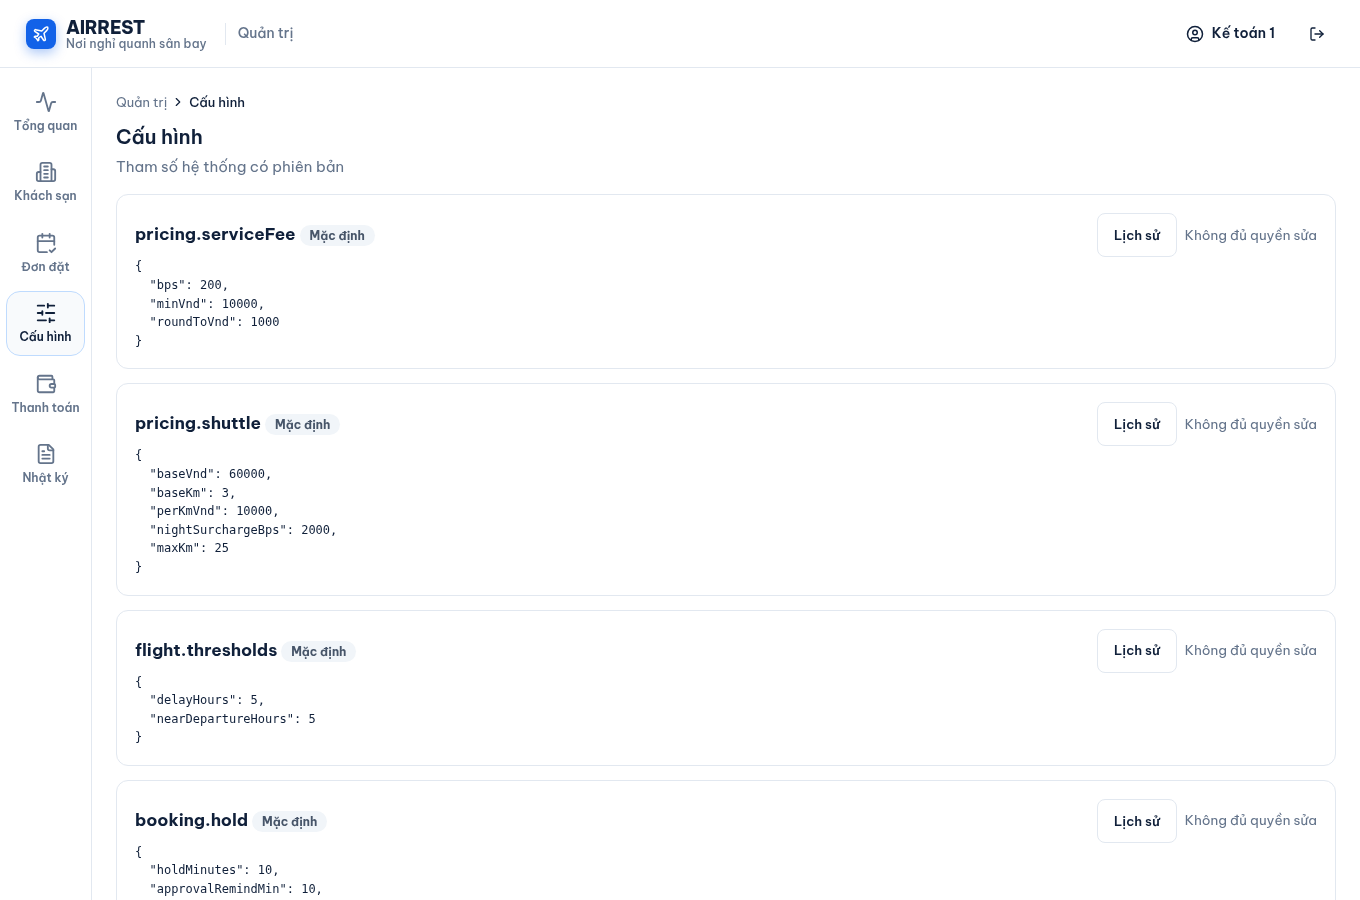 AIRREST
Nơi nghỉ quanh sân bay
Quản trị
Kế toán 1
Tổng quan
Khách sạn
Đơn đặt
Cấu hình
Thanh toán
Nhật ký
Quản trị > Cấu hình
Cấu hình
Tham số hệ thống có phiên bản
pricing.serviceFee Mặc định Lịch sử Không đủ quyền sửa
{
  "bps": 200,
  "minVnd": 10000,
  "roundToVnd": 1000
}
pricing.shuttle Mặc định Lịch sử Không đủ quyền sửa
{
  "baseVnd": 60000,
  "baseKm": 3,
  "perKmVnd": 10000,
  "nightSurchargeBps": 2000,
  "maxKm": 25
}
flight.thresholds Mặc định Lịch sử Không đủ quyền sửa
{
  "delayHours": 5,
  "nearDepartureHours": 5
}
booking.hold Mặc định Lịch sử Không đủ quyền sửa
{
  "holdMinutes": 10,
  "approvalRemindMin": 10,